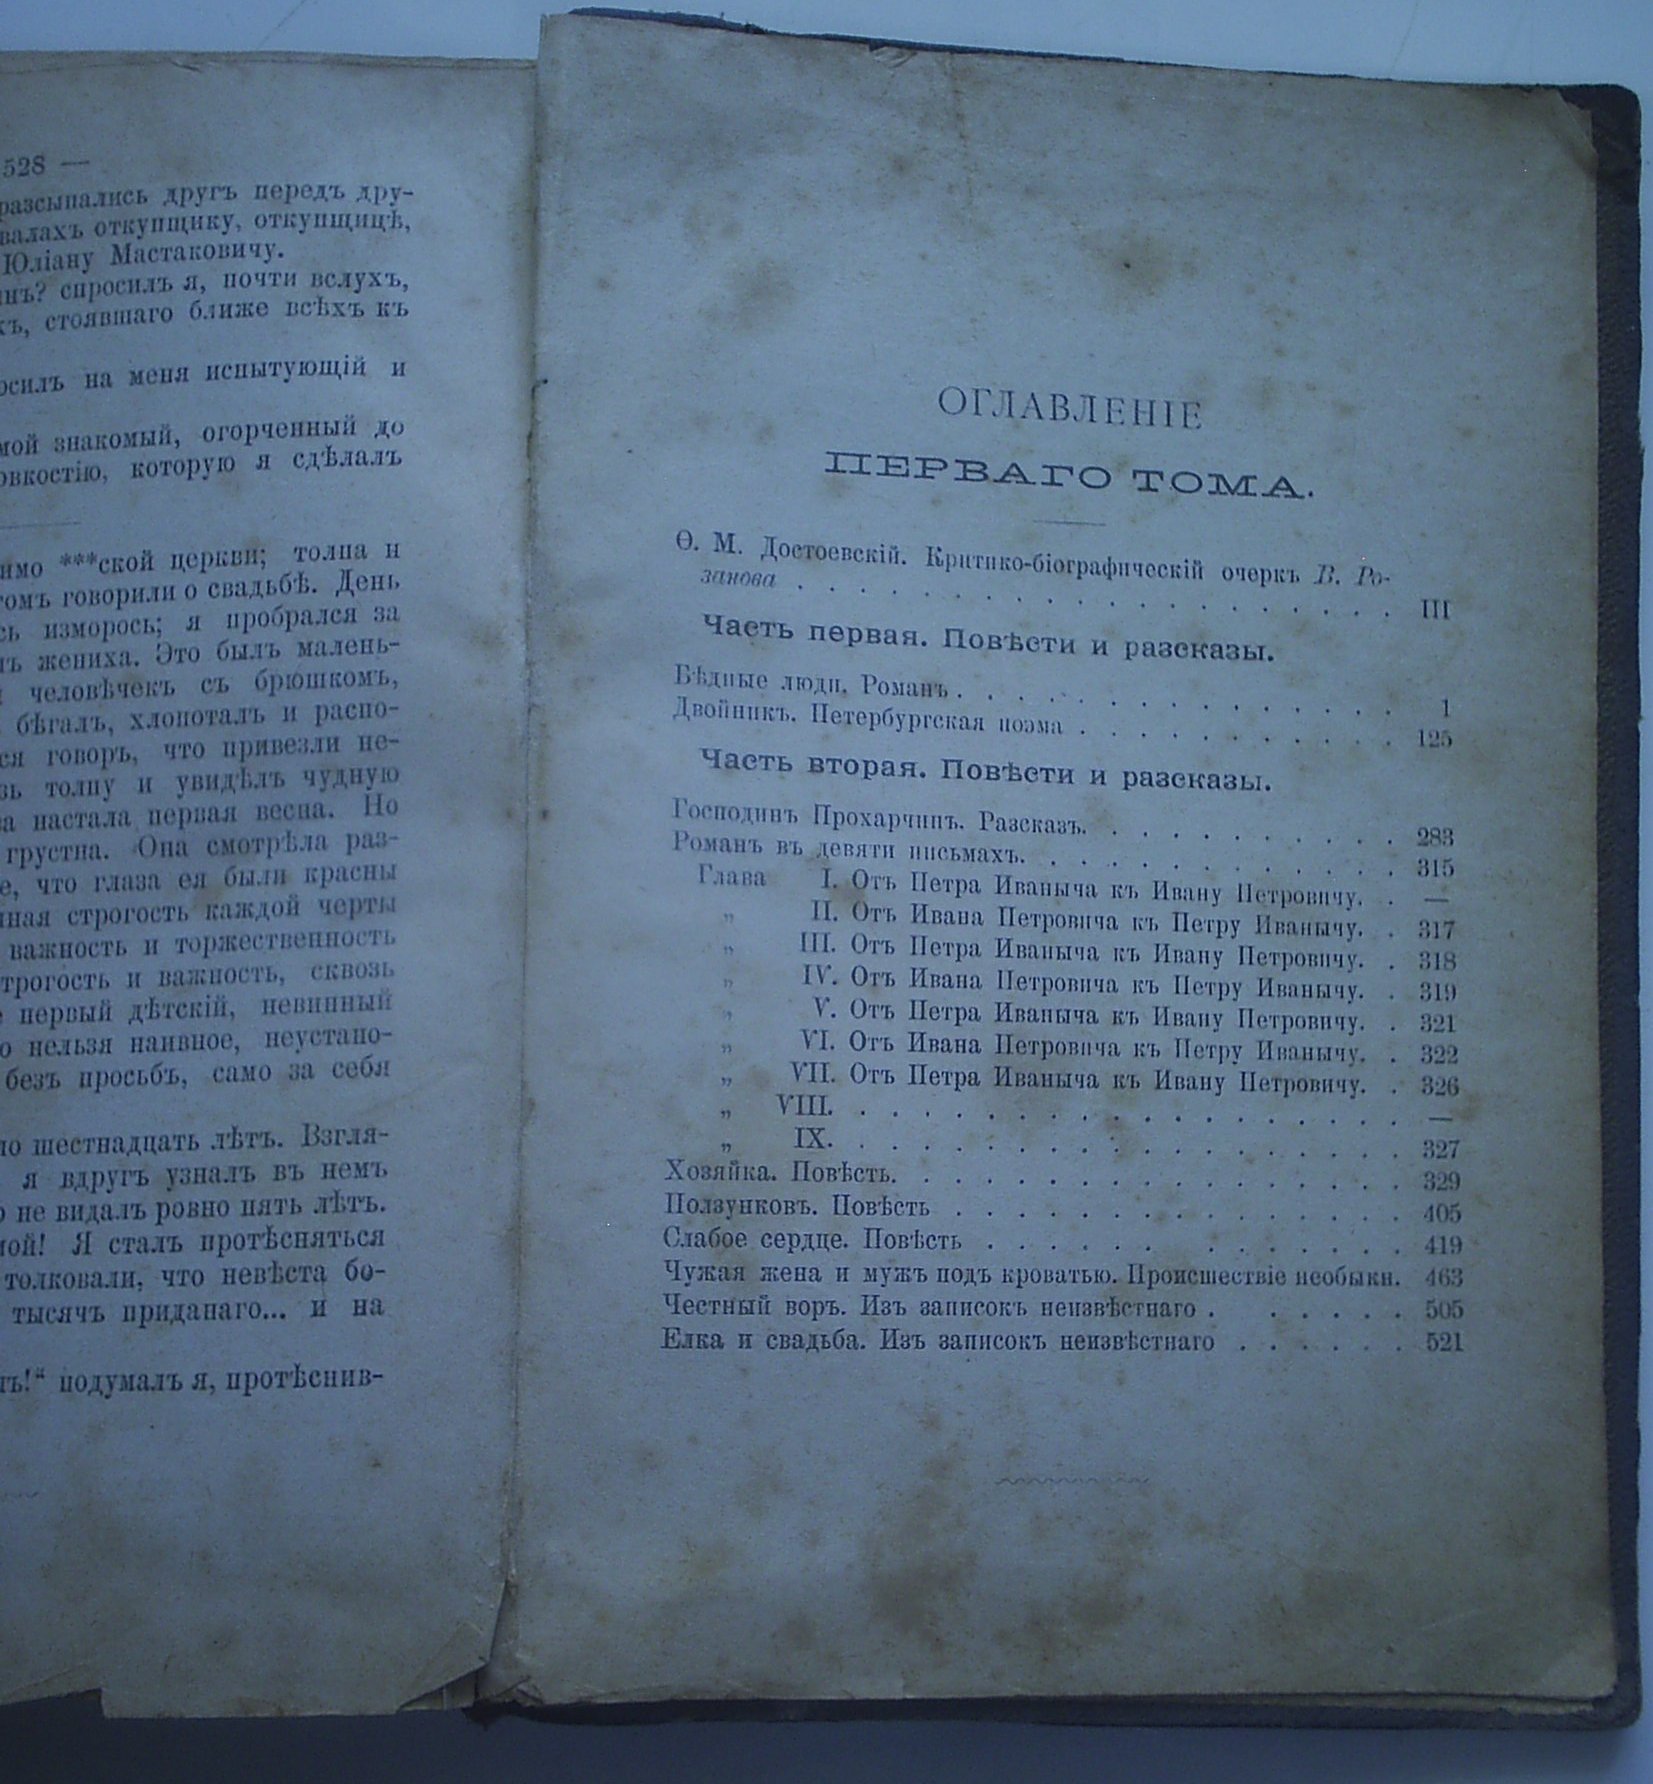 528 —
разсыпались другъ передъ дру-
валахъ откупщику, откупщицѣ,
Юліану Мастаковичу.
спросилъ я, почти вслухъ,
стоявшаго ближе всѣхъ къ
на меня испытующій и
мой знакомый, огорченный до
которую я сдѣлалъ
***ской церкви; толпа и
говорили о свадьбѣ. День
изморось; я пробрался за
жениха. Это былъ малень-
человѣчекъ съ брюшкомъ,
бѣгалъ, хлопоталъ и распо-
говоръ, что привезли не-
толпу и увидѣлъ чудную
настала первая весна. Но
грустна. Она смотрѣла раз-
что глаза ея были красны
строгость каждой черты
важность и торжественность
строгость и важность, сквозь
первый дѣтскій, невинный
нельзя наивное, неустано-
безъ просьбъ, само за себя
шестнадцать лѣтъ. Взгля-
я вдругъ узналъ въ немъ
не видалъ ровно пять лѣтъ.
мой! Я сталъ протѣсняться
толковали, что невѣста бо-
тысячъ приданаго... и на
подумалъ я, протѣснив-
ОГЛАВЛЕНІЕ
ПЕРВАГО ТОМА.
Ѳ. М. Достоевскій. Критико-біографическій очеркъ В. Ро-
занова . . . . . . . . . . . . . . . . . . . III
Часть первая. Повѣсти и разсказы.
Бѣдные люди. Романъ . . . . . . . . . . . . . . 1
Двойникъ. Петербургская поэма . . . . . . . . . . 125
Часть вторая. Повѣсти и разсказы.
Господинъ Прохарчинъ. Разсказъ. . . . . . . . . . 283
Романъ въ девяти письмахъ. . . . . . . . . . . . 315
Глава I. Отъ Петра Иваныча къ Ивану Петровичу. . —
„ II. Отъ Ивана Петровича къ Петру Иванычу. . 317
„ III. Отъ Петра Иваныча къ Ивану Петровичу. . 318
„ IV. Отъ Ивана Петровича къ Петру Иванычу. . 319
„ V. Отъ Петра Иваныча къ Ивану Петровичу. . 321
„ VI. Отъ Ивана Петровича къ Петру Иванычу. . 322
„ VII. Отъ Петра Иваныча къ Ивану Петровичу. . 326
„ VIII. . . . . . . . . . . . . . . . . . . —
„ IX. . . . . . . . . . . . . . . . . . . 327
Хозяйка. Повѣсть. . . . . . . . . . . . . . . . 329
Ползунковъ. Повѣсть . . . . . . . . . . . . . . 405
Слабое сердце. Повѣсть . . . . . . . . . . . . . 419
Чужая жена и мужъ подъ кроватью. Происшествіе необыкн. 463
Честный воръ. Изъ записокъ неизвѣстнаго . . . . . . 505
Елка и свадьба. Изъ записокъ неизвѣстнаго . . . . . . 521